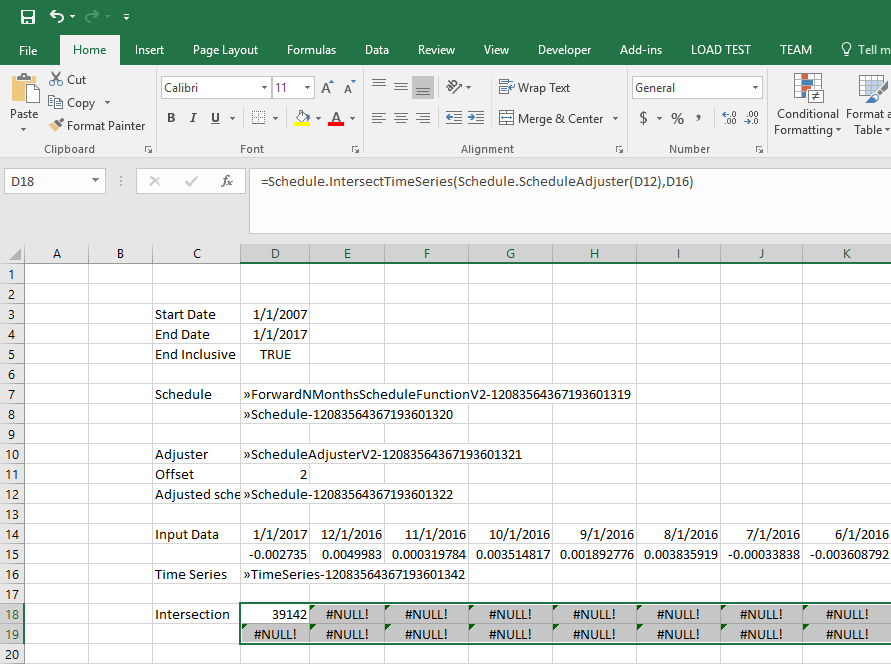 File Home Insert Page Layout Formulas Data Review View Developer Add-ins LOAD TEST TEAM Tell m
Cut
Copy
Format Painter
Paste
Clipboard
Calibri 11 A A
B I U A
Font
Wrap Text
Merge & Center
Alignment
General
$ % , .00 .0
Number
Conditional Formatting
Format a
Table
D18 fx =Schedule.IntersectTimeSeries(Schedule.ScheduleAdjuster(D12),D16)
A B C D E F G H I J K
1
2
3 Start Date 1/1/2007
4 End Date 1/1/2017
5 End Inclusive TRUE
6
7 Schedule »ForwardNMonthsScheduleFunctionV2-12083564367193601319
8 »Schedule-12083564367193601320
9
10 Adjuster »ScheduleAdjusterV2-12083564367193601321
11 Offset 2
12 Adjusted sche »Schedule-12083564367193601322
13
14 Input Data 1/1/2017 12/1/2016 11/1/2016 10/1/2016 9/1/2016 8/1/2016 7/1/2016 6/1/2016
15 -0.002735 0.0049983 0.000319784 0.003514817 0.001892776 0.003835919 -0.00033838 -0.003608792
16 Time Series »TimeSeries-12083564367193601342
17
18 Intersection 39142 #NULL! #NULL! #NULL! #NULL! #NULL! #NULL! #NULL!
19 #NULL! #NULL! #NULL! #NULL! #NULL! #NULL! #NULL! #NULL!
20